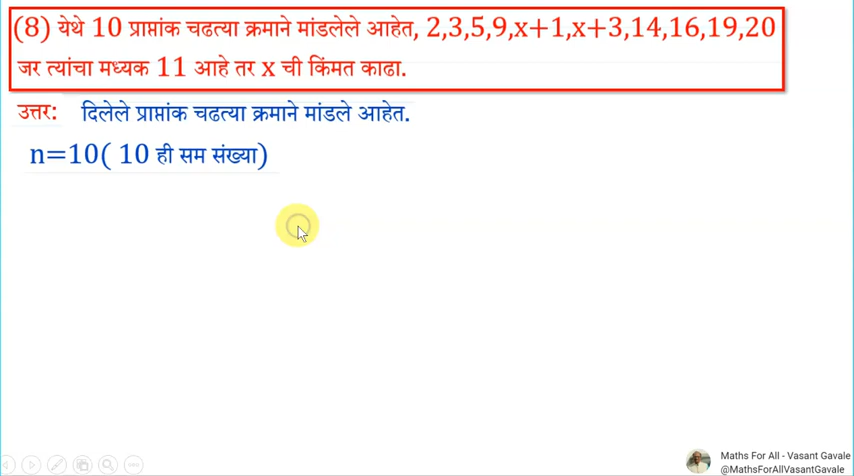 (8) येथे 10 प्राप्तांक चढत्या क्रमाने मांडलेले आहेत, 2,3,5,9,x+1,x+3,14,16,19,20
जर त्यांचा मध्यक 11 आहे तर x ची किंमत काढा.
उत्तर: दिलेले प्राप्तांक चढत्या क्रमाने मांडले आहेत.
n=10( 10 ही सम संख्या)
Maths For All - Vasant Gavale
@MathsForAllVasantGavale